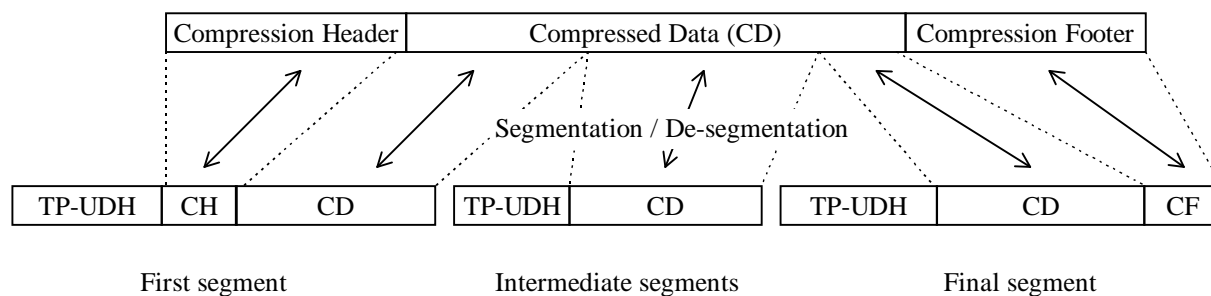 Compression Header Compressed Data (CD) Compression Footer
Segmentation / De-segmentation
TP-UDH CH CD TP-UDH CD TP-UDH CD CF
First segment Intermediate segments Final segment